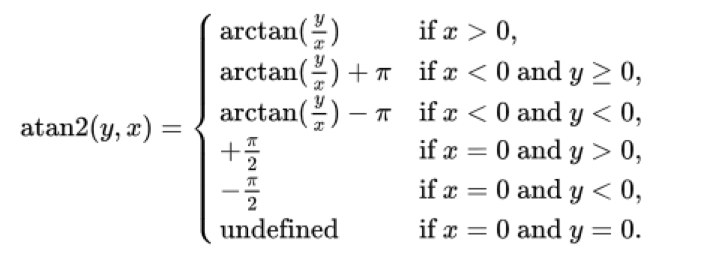 atan2(y, x) =
arctan(y/x) if x > 0,
arctan(y/x) + π if x < 0 and y ≥ 0,
arctan(y/x) − π if x < 0 and y < 0,
+π/2 if x = 0 and y > 0,
−π/2 if x = 0 and y < 0,
undefined if x = 0 and y = 0.